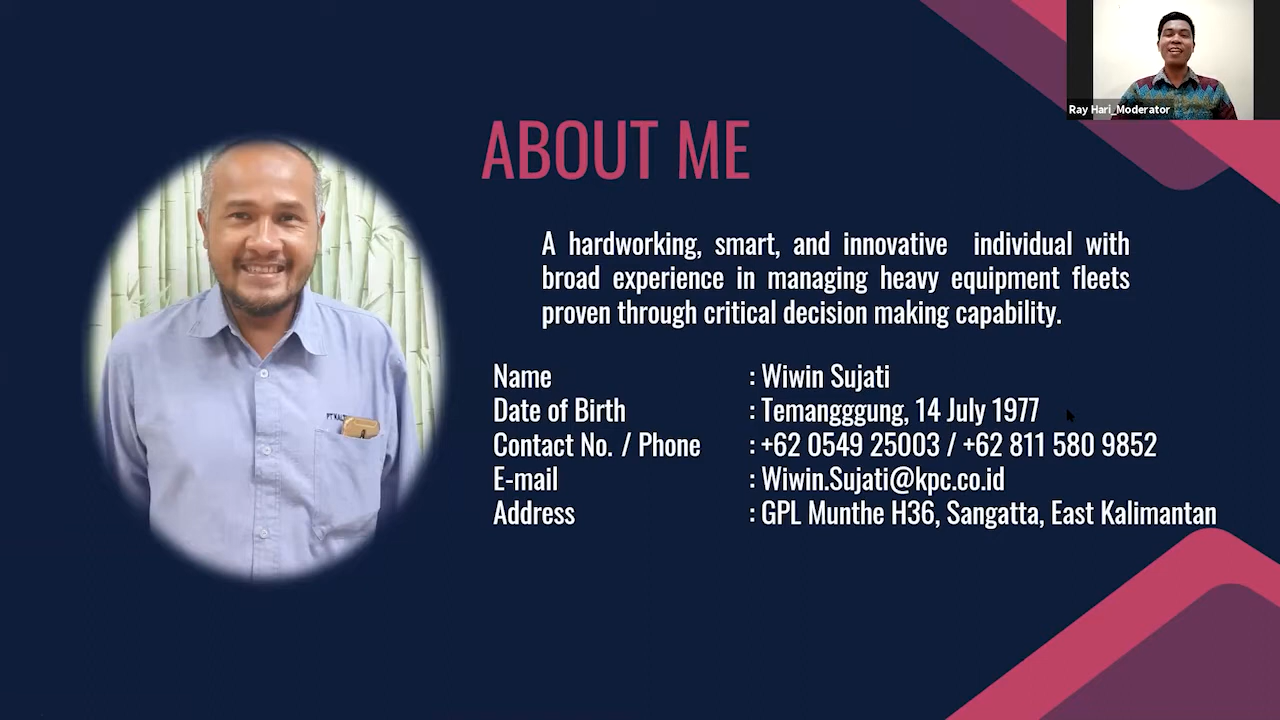 Ray Hari_Moderator
ABOUT ME
A hardworking, smart, and innovative individual with
broad experience in managing heavy equipment fleets
proven through critical decision making capability.
Name : Wiwin Sujati
Date of Birth : Temangggung, 14 July 1977
Contact No. / Phone : +62 0549 25003 / +62 811 580 9852
E-mail : Wiwin.Sujati@kpc.co.id
Address : GPL Munthe H36, Sangatta, East Kalimantan
PT